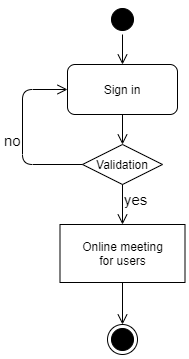 Sign in
Validation
no
yes
Online meeting
for users